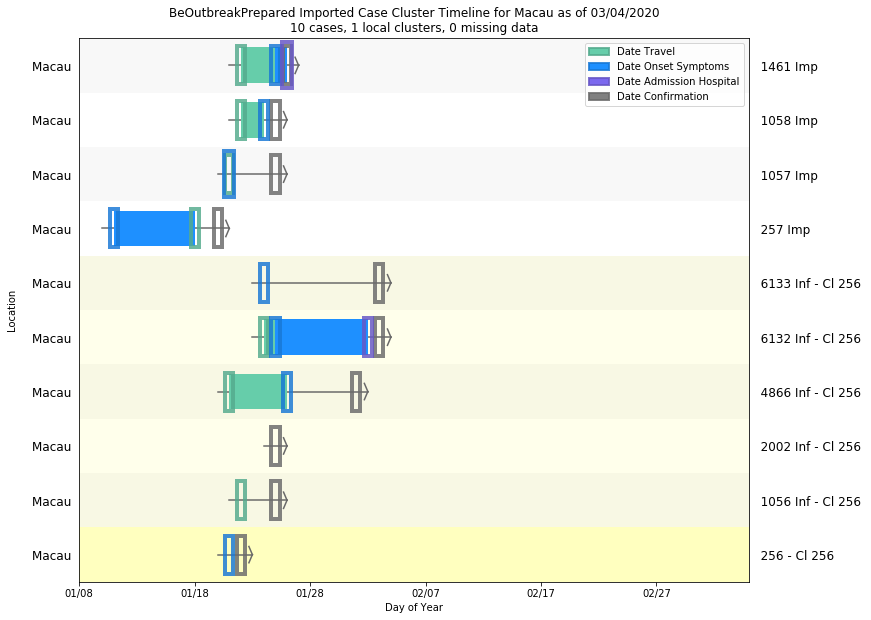 BeOutbreakPrepared Imported Case Cluster Timeline for Macau as of 03/04/2020
10 cases, 1 local clusters, 0 missing data
Date Travel
Date Onset Symptoms
Date Admission Hospital
Date Confirmation
Macau 1461 Imp
Macau 1058 Imp
Macau 1057 Imp
Macau 257 Imp
Macau 6133 Inf - Cl 256
Macau 6132 Inf - Cl 256
Macau 4866 Inf - Cl 256
Macau 2002 Inf - Cl 256
Macau 1056 Inf - Cl 256
Macau 256 - Cl 256
Location
01/08 01/18 01/28 02/07 02/17 02/27
Day of Year